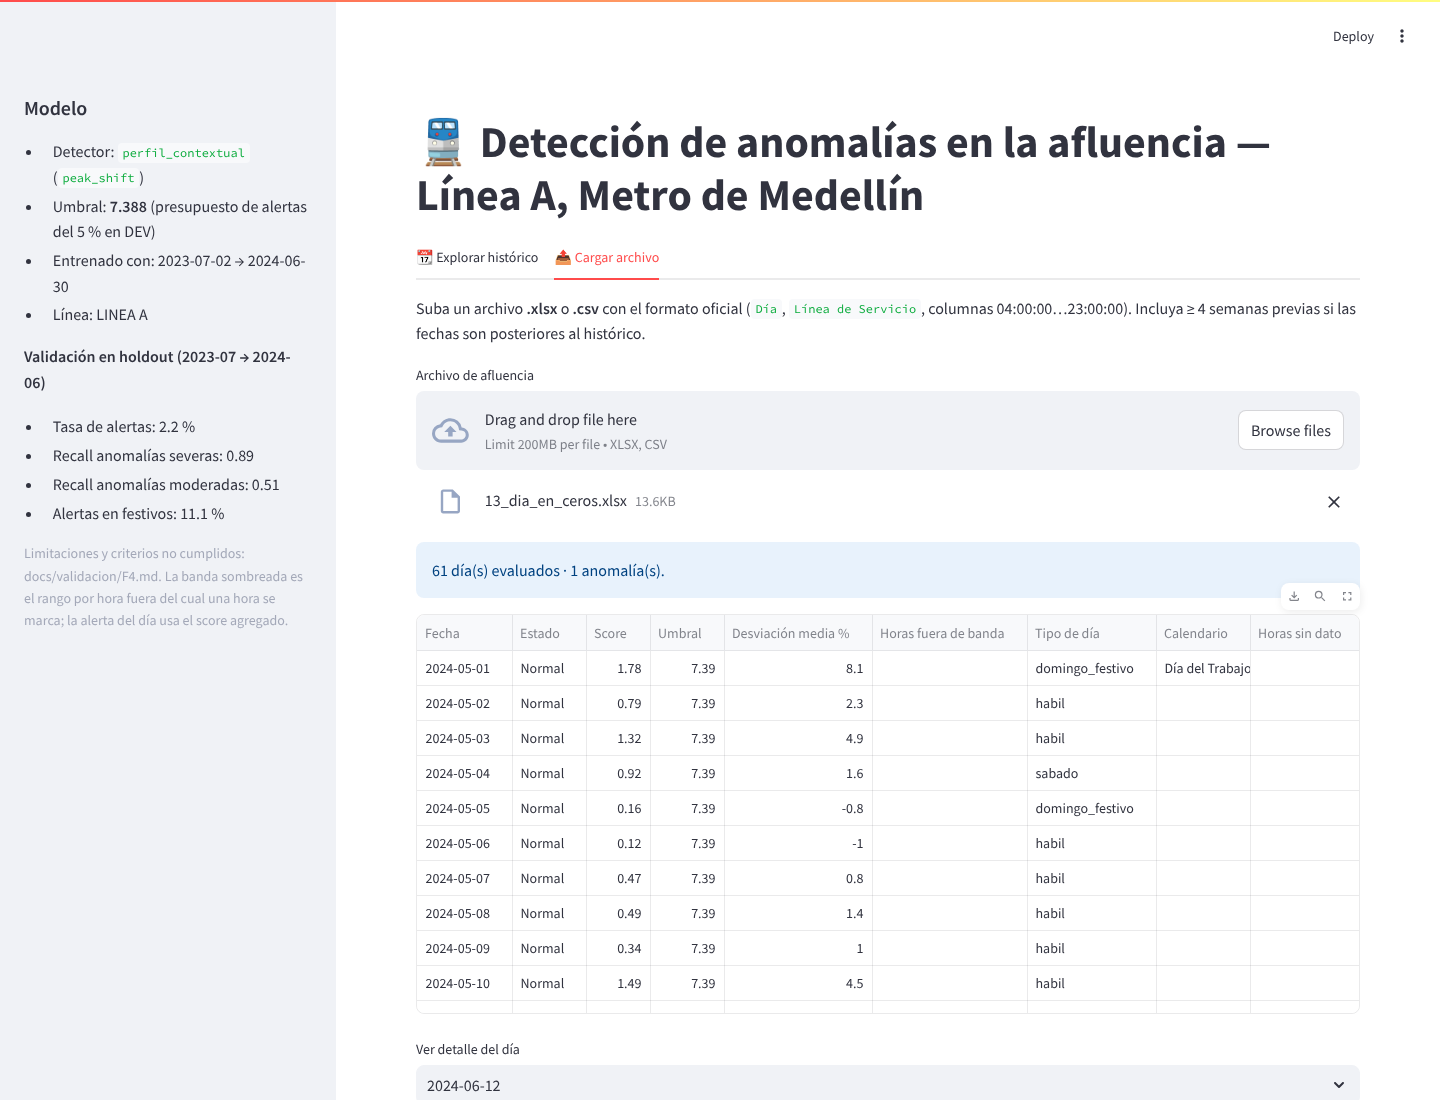 Deploy
Modelo
Detector: perfil_contextual
(peak_shift)
Umbral: 7.388 (presupuesto de alertas
del 5 % en DEV)
Entrenado con: 2023-07-02 → 2024-06-
30
Línea: LINEA A
Validación en holdout (2023-07 → 2024-
06)
Tasa de alertas: 2.2 %
Recall anomalías severas: 0.89
Recall anomalías moderadas: 0.51
Alertas en festivos: 11.1 %
Limitaciones y criterios no cumplidos:
docs/validacion/F4.md. La banda sombreada es
el rango por hora fuera del cual una hora se
marca; la alerta del día usa el score agregado.
Detección de anomalías en la afluencia —
Línea A, Metro de Medellín
Explorar histórico Cargar archivo
Suba un archivo .xlsx o .csv con el formato oficial ( Día , Línea de Servicio , columnas 04:00:00…23:00:00). Incluya ≥ 4 semanas previas si las
fechas son posteriores al histórico.
Archivo de afluencia
Drag and drop file here
Limit 200MB per file • XLSX, CSV
Browse files
13_dia_en_ceros.xlsx 13.6KB
61 día(s) evaluados · 1 anomalía(s).
Fecha Estado Score Umbral Desviación media % Horas fuera de banda Tipo de día Calendario Horas sin dato
2024-05-01 Normal 1.78 7.39 8.1 domingo_festivo Día del Trabajo
2024-05-02 Normal 0.79 7.39 2.3 habil
2024-05-03 Normal 1.32 7.39 4.9 habil
2024-05-04 Normal 0.92 7.39 1.6 sabado
2024-05-05 Normal 0.16 7.39 -0.8 domingo_festivo
2024-05-06 Normal 0.12 7.39 -1 habil
2024-05-07 Normal 0.47 7.39 0.8 habil
2024-05-08 Normal 0.49 7.39 1.4 habil
2024-05-09 Normal 0.34 7.39 1 habil
2024-05-10 Normal 1.49 7.39 4.5 habil
Ver detalle del día
2024-06-12